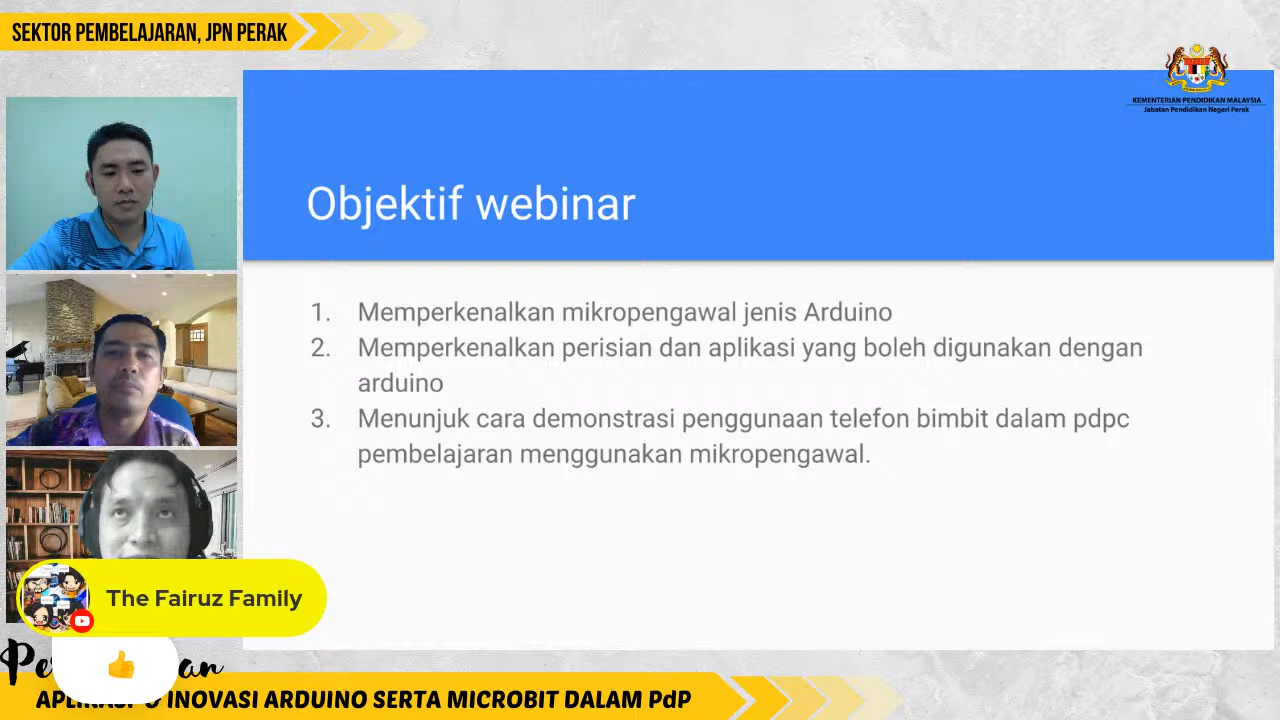 SEKTOR PEMBELAJARAN, JPN PERAK
KEMENTERIAN PENDIDIKAN MALAYSIA
Jabatan Pendidikan Negeri Perak
Objektif webinar
1. Memperkenalkan mikropengawal jenis Arduino
2. Memperkenalkan perisian dan aplikasi yang boleh digunakan dengan
arduino
3. Menunjuk cara demonstrasi penggunaan telefon bimbit dalam pdpc
pembelajaran menggunakan mikropengawal.
The Fairuz Family
INOVASI ARDUINO SERTA MICROBIT DALAM PdP